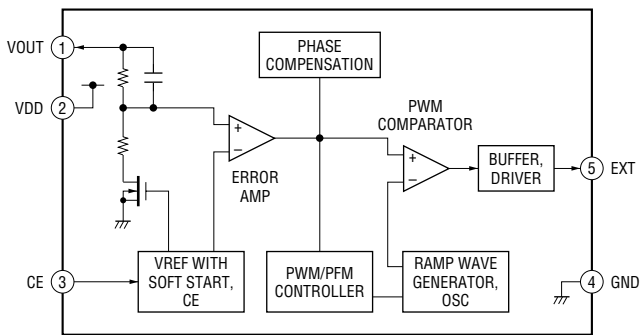 VOUT 1
VDD 2
CE 3
PHASE
COMPENSATION
+
−
ERROR
AMP
PWM
COMPARATOR
+
−
BUFFER,
DRIVER
5 EXT
VREF WITH
SOFT START,
CE
PWM/PFM
CONTROLLER
RAMP WAVE
GENERATOR,
OSC
4 GND